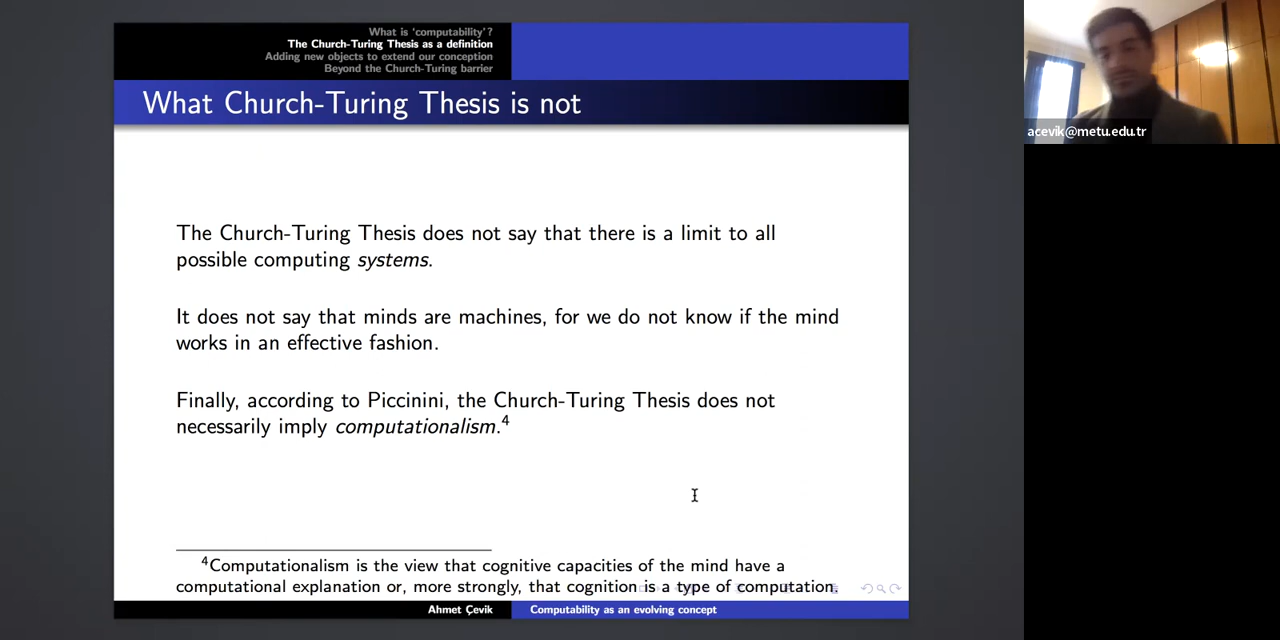 What is ‘computability’?
The Church-Turing Thesis as a definition
Adding new objects to extend our conception
Beyond the Church-Turing barrier
What Church-Turing Thesis is not
acevik@metu.edu.tr
The Church-Turing Thesis does not say that there is a limit to all
possible computing systems.
It does not say that minds are machines, for we do not know if the mind
works in an effective fashion.
Finally, according to Piccinini, the Church-Turing Thesis does not
necessarily imply computationalism.⁴
⁴Computationalism is the view that cognitive capacities of the mind have a
computational explanation or, more strongly, that cognition is a type of computation.
Ahmet Çevik
Computability as an evolving concept